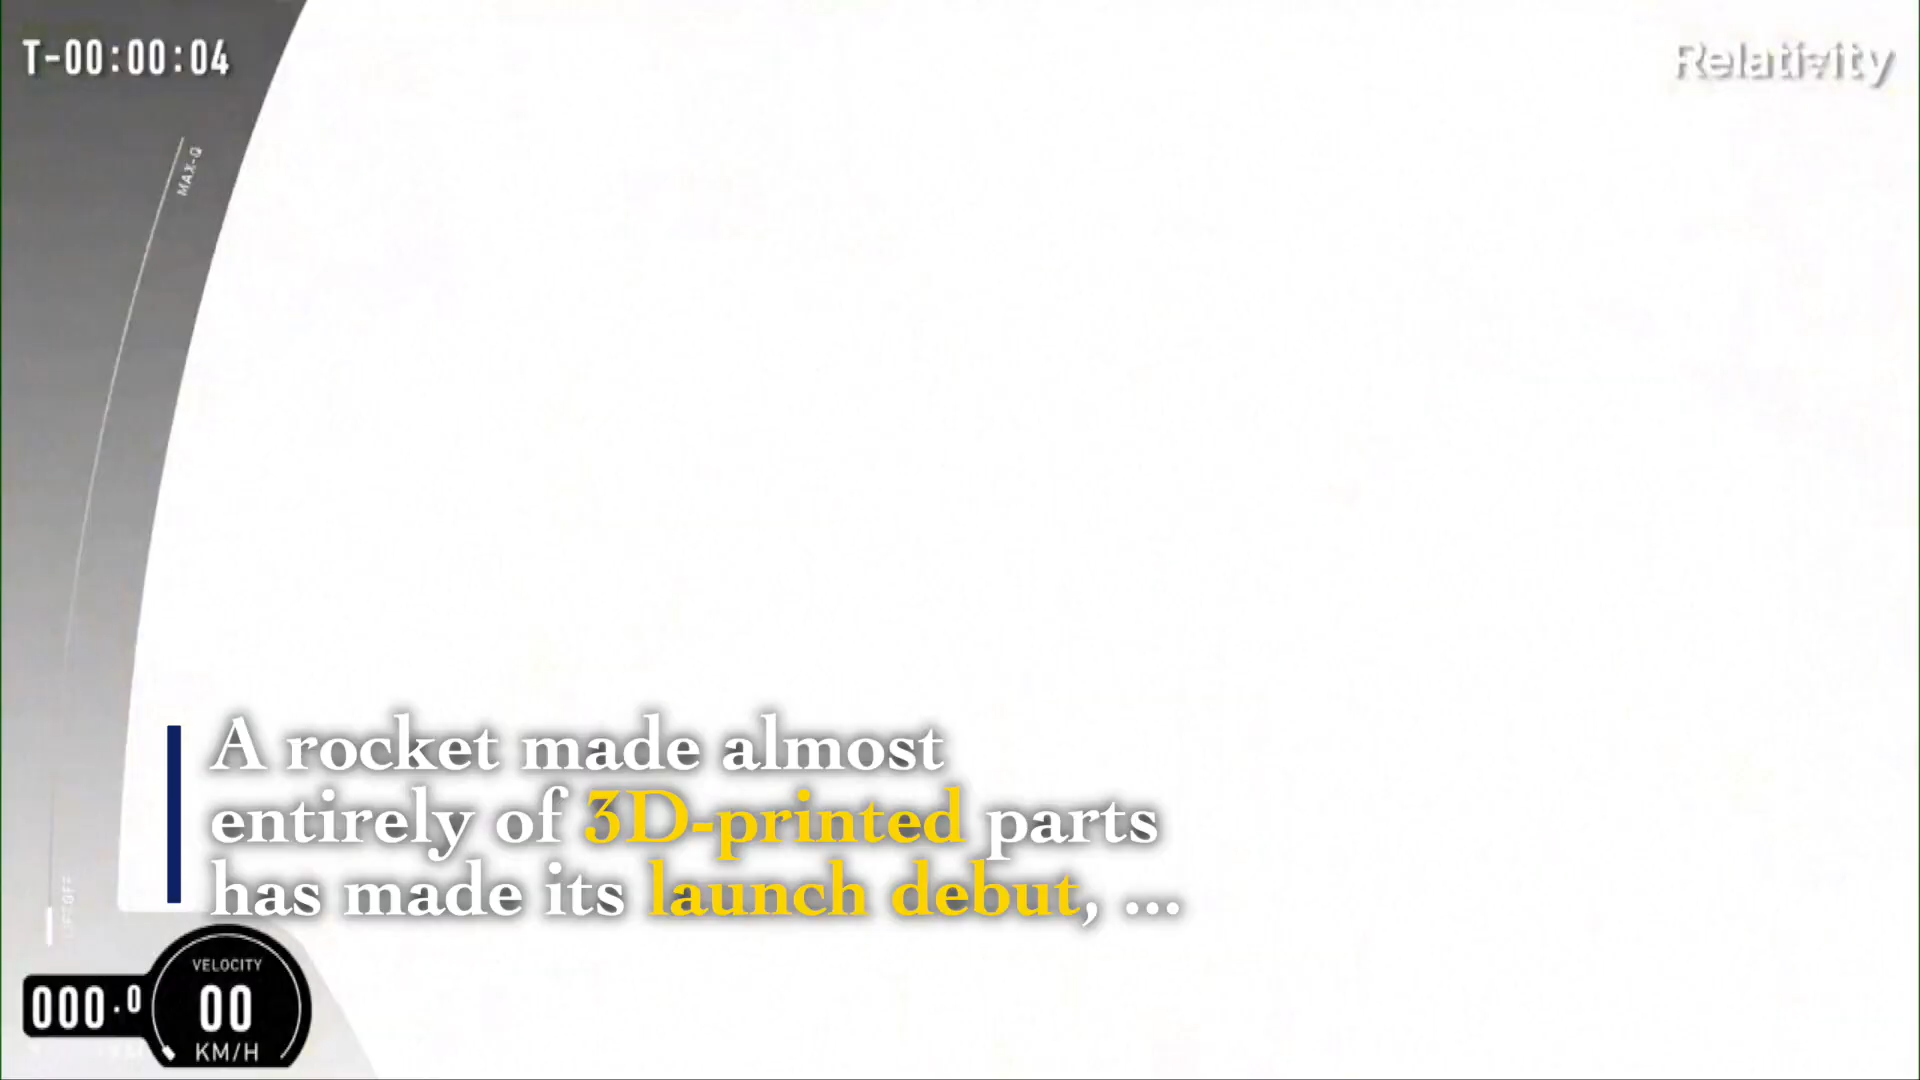 T-00:00:04
Relativity
MAX-Q
A rocket made almost
entirely of 3D-printed parts
has made its launch debut, ...
LIFTOFF
VELOCITY
000.0
00
KM/H